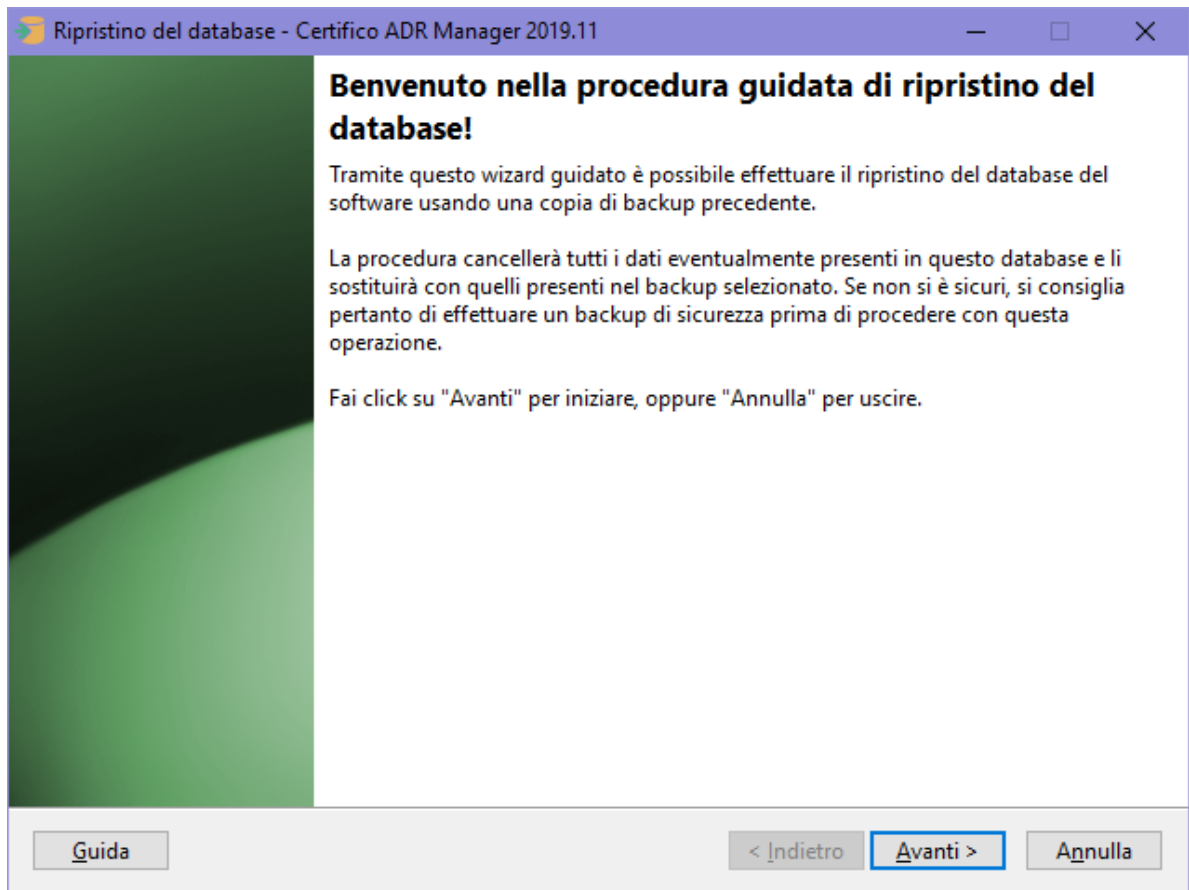 Ripristino del database - Certifico ADR Manager 2019.11
Benvenuto nella procedura guidata di ripristino del
database!
Tramite questo wizard guidato è possibile effettuare il ripristino del database del
software usando una copia di backup precedente.
La procedura cancellerà tutti i dati eventualmente presenti in questo database e li
sostituirà con quelli presenti nel backup selezionato. Se non si è sicuri, si consiglia
pertanto di effettuare un backup di sicurezza prima di procedere con questa
operazione.
Fai click su "Avanti" per iniziare, oppure "Annulla" per uscire.
Guida
< Indietro
Avanti >
Annulla